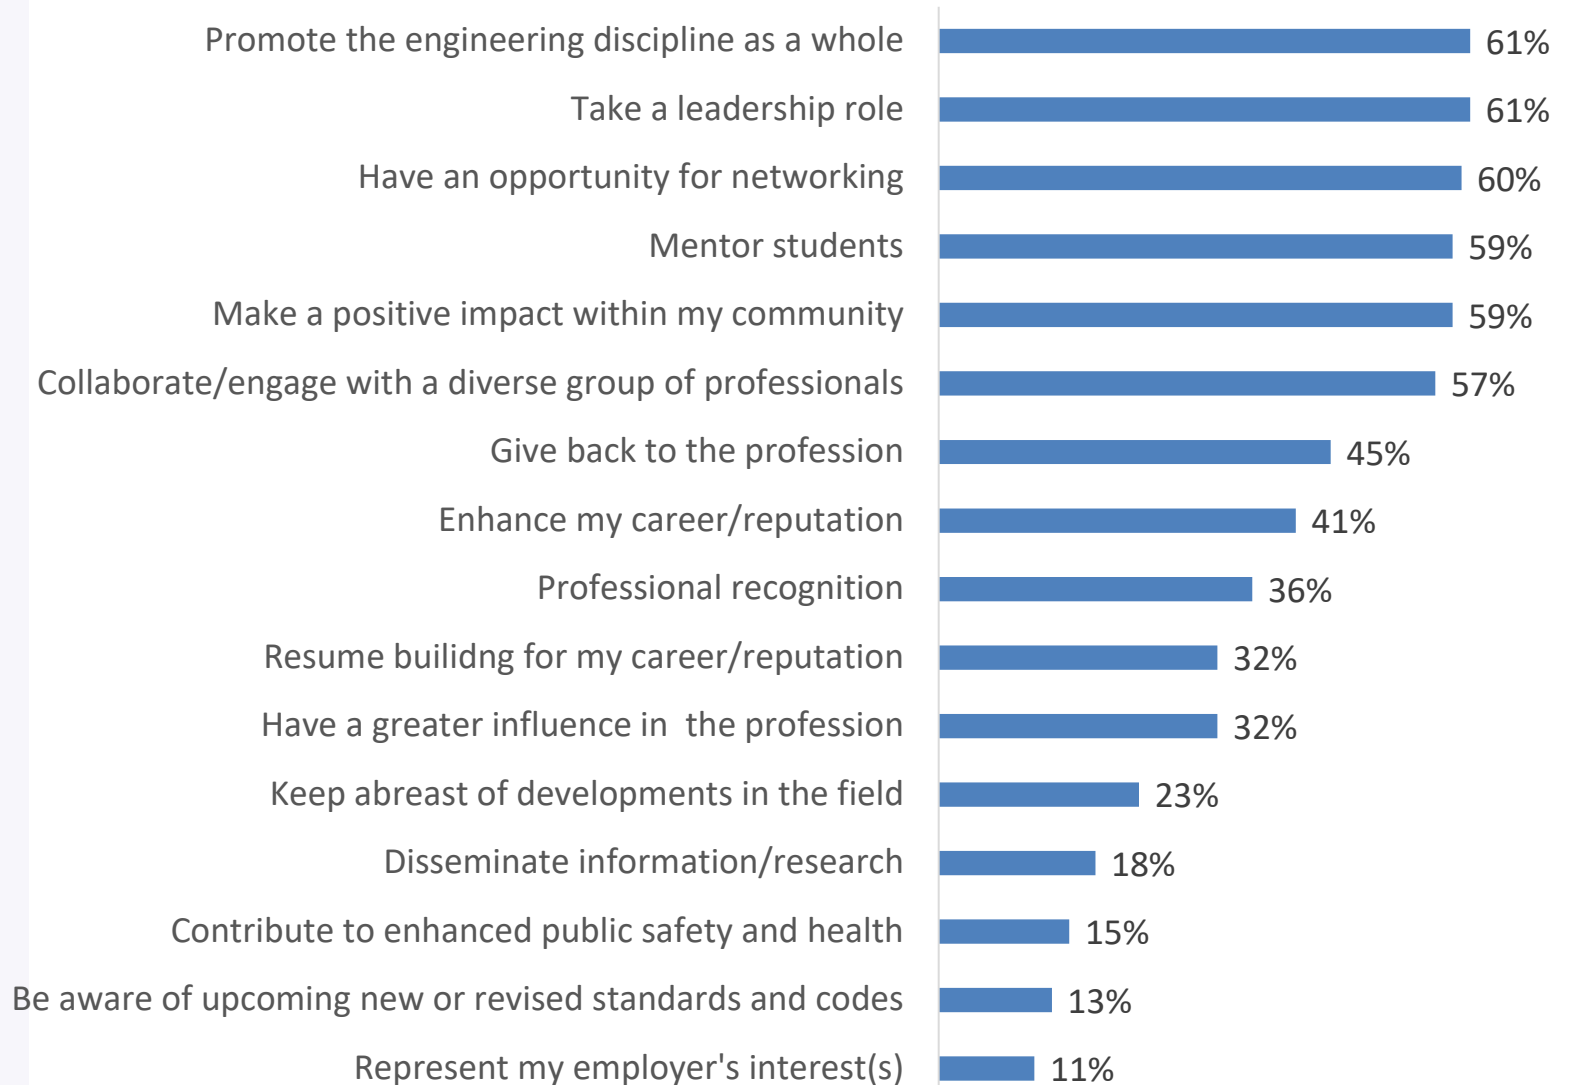 Promote the engineering discipline as a whole 61%
Take a leadership role 61%
Have an opportunity for networking 60%
Mentor students 59%
Make a positive impact within my community 59%
Collaborate/engage with a diverse group of professionals 57%
Give back to the profession 45%
Enhance my career/reputation 41%
Professional recognition 36%
Resume builidng for my career/reputation 32%
Have a greater influence in  the profession 32%
Keep abreast of developments in the field 23%
Disseminate information/research 18%
Contribute to enhanced public safety and health 15%
Be aware of upcoming new or revised standards and codes 13%
Represent my employer's interest(s) 11%